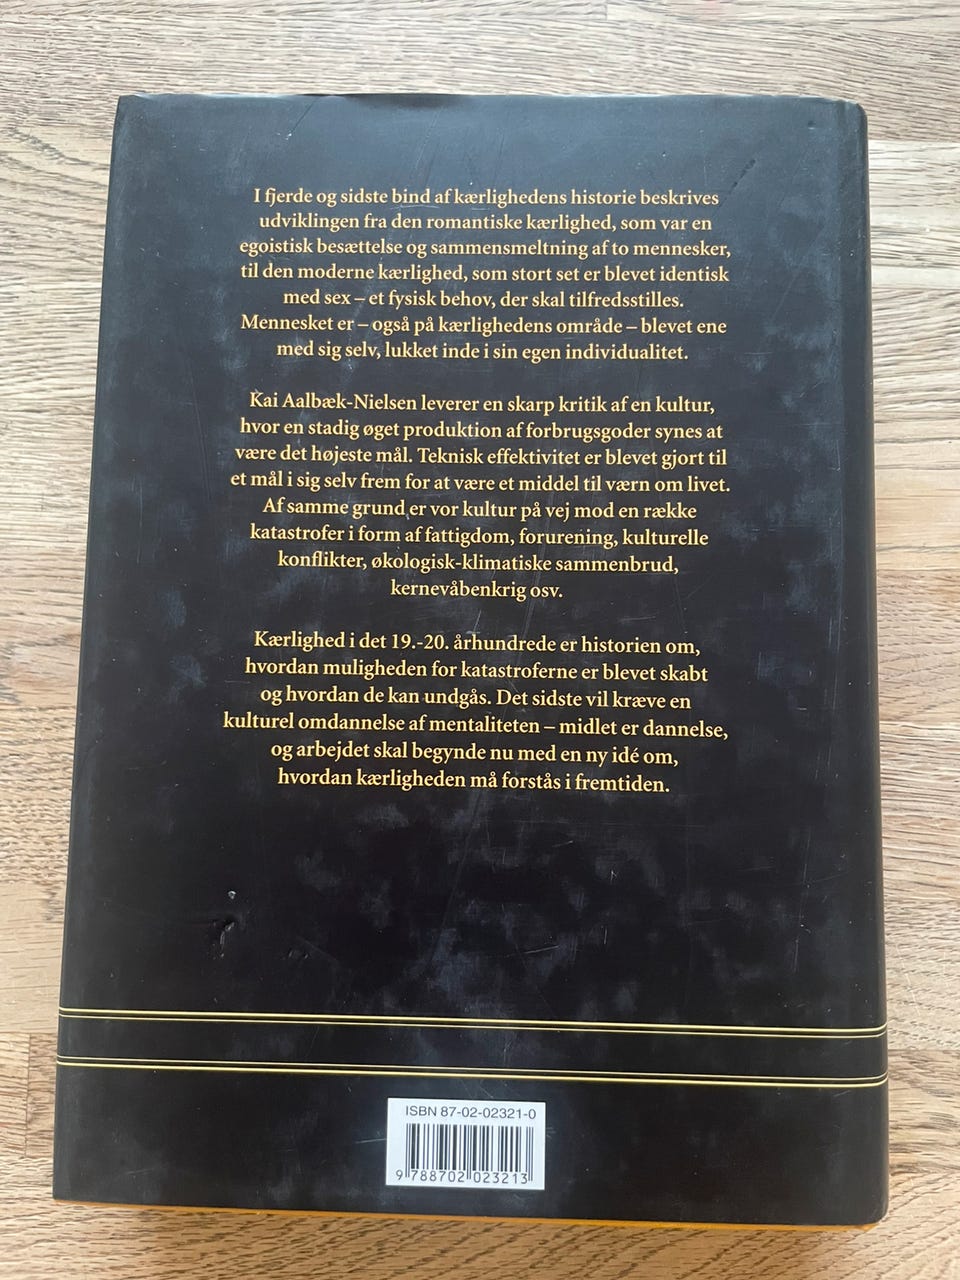 I fjerde og sidste bind af kærlighedens historie beskrives
udviklingen fra den romantiske kærlighed, som var en
egoistisk besættelse og sammensmeltning af to mennesker,
til den moderne kærlighed, som stort set er blevet identisk
med sex – et fysisk behov, der skal tilfredsstilles.
Mennesket er – også på kærlighedens område – blevet ene
med sig selv, lukket inde i sin egen individualitet.
Kai Aalbæk-Nielsen leverer en skarp kritik af en kultur,
hvor en stadig øget produktion af forbrugsgoder synes at
være det højeste mål. Teknisk effektivitet er blevet gjort til
et mål i sig selv frem for at være et middel til værn om livet.
Af samme grund er vor kultur på vej mod en række
katastrofer i form af fattigdom, forurening, kulturelle
konflikter, økologisk-klimatiske sammenbrud,
kernevåbenkrig osv.
Kærlighed i det 19.-20. århundrede er historien om,
hvordan muligheden for katastroferne er blevet skabt
og hvordan de kan undgås. Det sidste vil kræve en
kulturel omdannelse af mentaliteten – midlet er dannelse,
og arbejdet skal begynde nu med en ny idé om,
hvordan kærligheden må forstås i fremtiden.
ISBN 87-02-02321-0
9 788702 023213